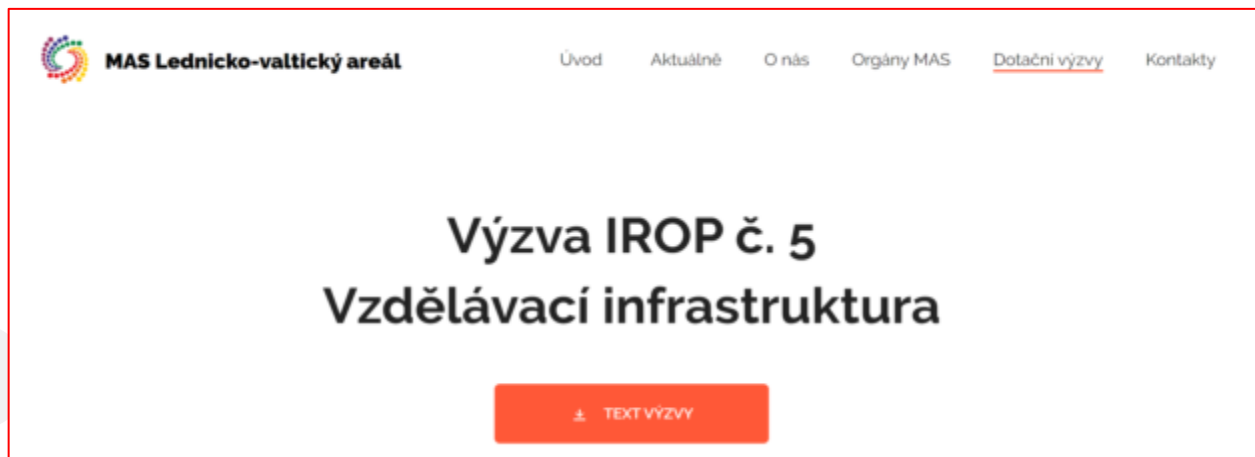 MAS Lednicko-valtický areál
Úvod Aktuálně O nás Orgány MAS Dotační výzvy Kontakty
Výzva IROP č. 5
Vzdělávací infrastruktura
TEXT VÝZVY